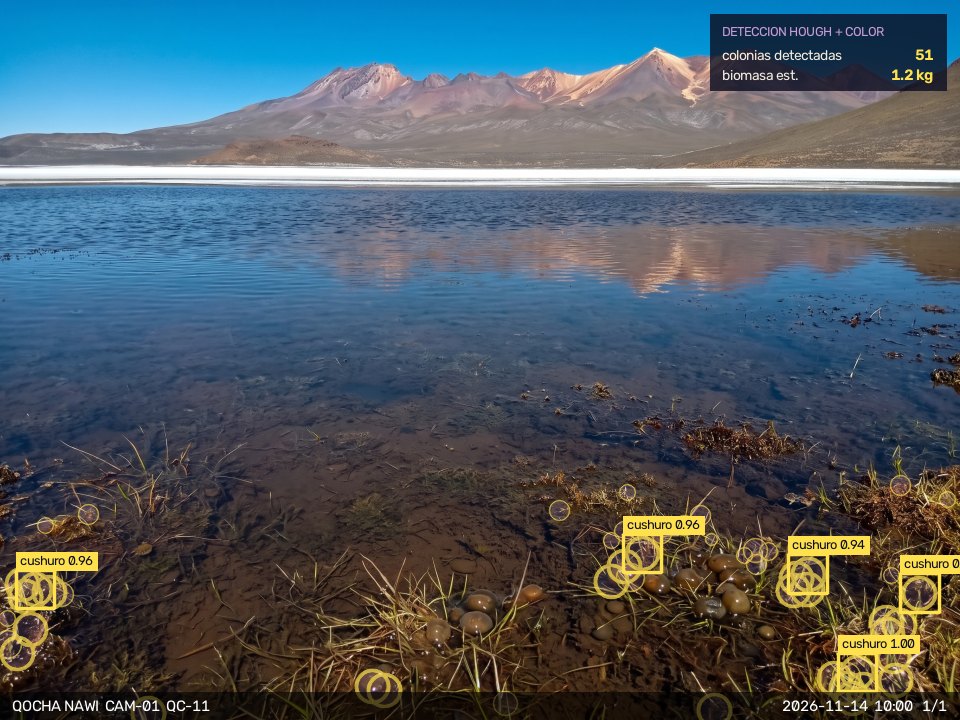 DETECCION HOUGH + COLOR
colonias detectadas 51
biomasa est. 1.2 kg
cushuro 0.96
cushuro 0.94
cushuro 0.96
cushuro 0
cushuro 1.00
QOCHA NAWI CAM-01 QC-11
2026-11-14 10:00 1/1